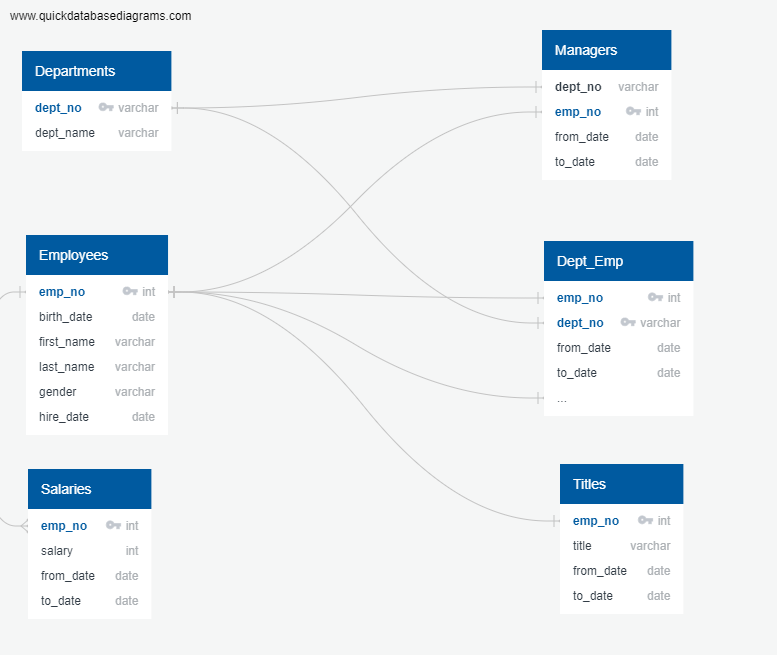 www.quickdatabasediagrams.com
Departments
dept_no varchar
dept_name varchar
Employees
emp_no int
birth_date date
first_name varchar
last_name varchar
gender varchar
hire_date date
Salaries
emp_no int
salary int
from_date date
to_date date
Managers
dept_no varchar
emp_no int
from_date date
to_date date
Dept_Emp
emp_no int
dept_no varchar
from_date date
to_date date
...
Titles
emp_no int
title varchar
from_date date
to_date date